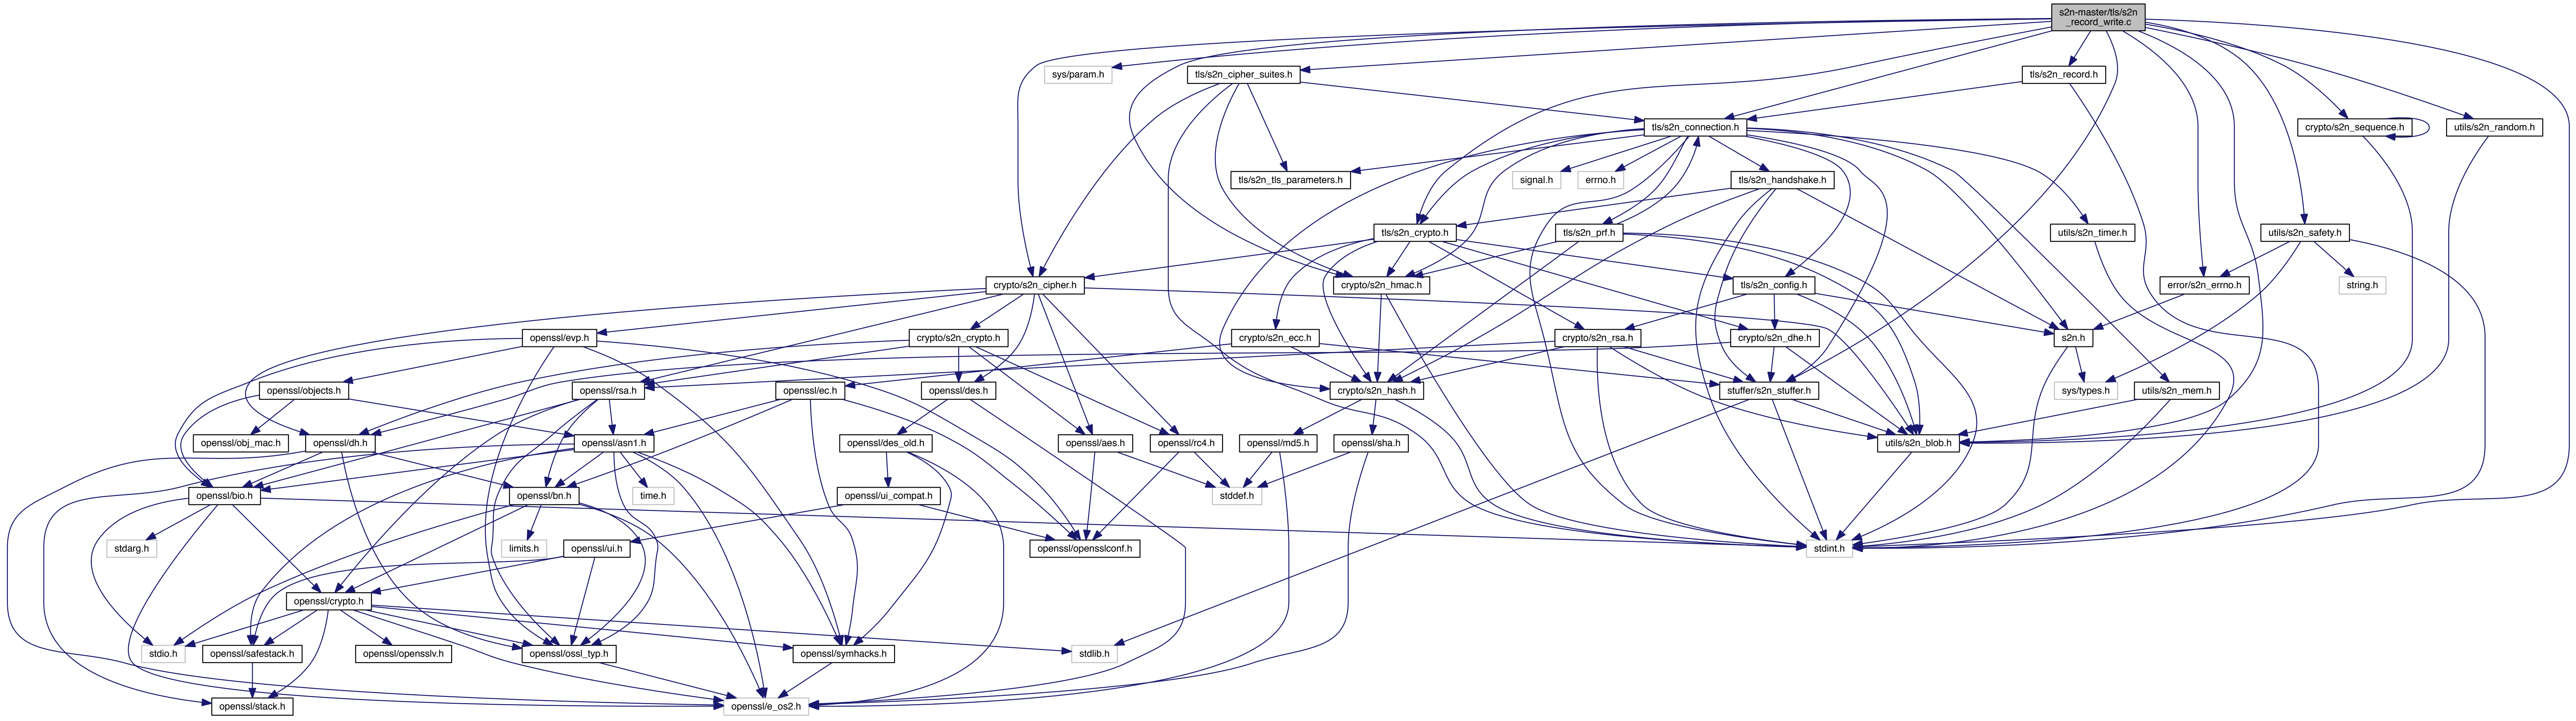 s2n-master/tls/s2n
_record_write.c
sys/param.h
tls/s2n_cipher_suites.h
tls/s2n_record.h
tls/s2n_connection.h
crypto/s2n_sequence.h
utils/s2n_random.h
tls/s2n_tls_parameters.h
signal.h
errno.h
tls/s2n_handshake.h
tls/s2n_crypto.h
tls/s2n_prf.h
utils/s2n_timer.h
utils/s2n_safety.h
crypto/s2n_cipher.h
crypto/s2n_hmac.h
tls/s2n_config.h
error/s2n_errno.h
string.h
openssl/evp.h
crypto/s2n_crypto.h
crypto/s2n_ecc.h
crypto/s2n_rsa.h
crypto/s2n_dhe.h
s2n.h
openssl/objects.h
openssl/rsa.h
openssl/ec.h
openssl/des.h
crypto/s2n_hash.h
stuffer/s2n_stuffer.h
sys/types.h
utils/s2n_mem.h
openssl/obj_mac.h
openssl/dh.h
openssl/asn1.h
openssl/des_old.h
openssl/aes.h
openssl/rc4.h
openssl/md5.h
openssl/sha.h
utils/s2n_blob.h
openssl/bio.h
openssl/bn.h
time.h
openssl/ui_compat.h
stddef.h
stdarg.h
limits.h
openssl/ui.h
openssl/opensslconf.h
stdint.h
openssl/crypto.h
stdio.h
openssl/safestack.h
openssl/opensslv.h
openssl/ossl_typ.h
openssl/symhacks.h
stdlib.h
openssl/stack.h
openssl/e_os2.h